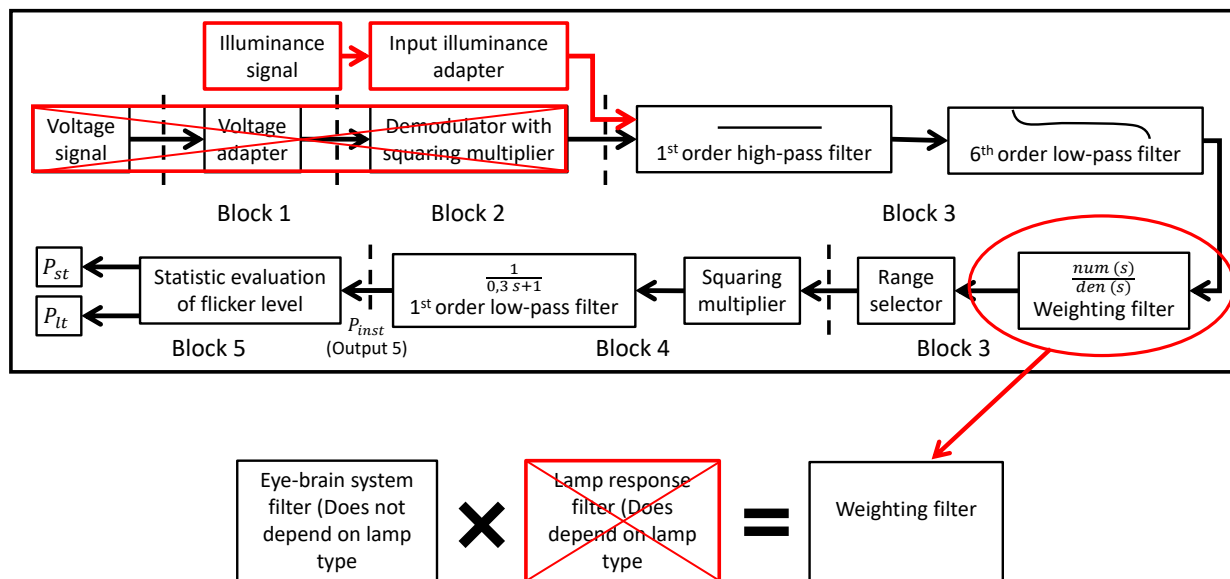 Illuminance
signal
Input illuminance
adapter
Voltage
signal
Voltage
adapter
Demodulator with
squaring multiplier
1st order high-pass filter
6th order low-pass filter
Block 1
Block 2
Block 3
P_st
P_lt
Statistic evaluation
of flicker level
P_inst
(Output 5)
1
0,3 s+1
1st order low-pass filter
Squaring
multiplier
Range
selector
num (s)
den (s)
Weighting filter
Block 5
Block 4
Block 3
Eye-brain system
filter (Does not
depend on lamp
type
×
Lamp response
filter (Does
depend on lamp
type
=
Weighting filter